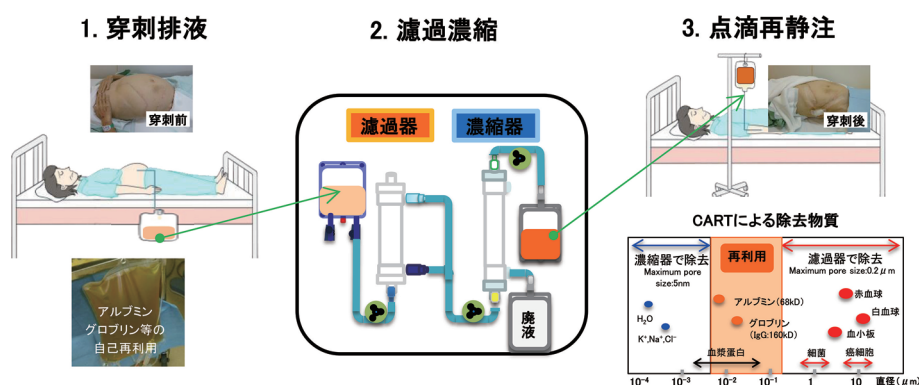 1. 穿刺排液
2. 濾過濃縮
3. 点滴再静注
穿刺前
アルブミン
グロブリン等の
自己再利用
濾過器
濃縮器
廃液
穿刺後
CARTによる除去物質
濃縮器で除去
Maximum pore
size:5nm
再利用
濾過器で除去
Maximum pore size:0.2μm
アルブミン(68kD)
グロブリン
(IgG:160kD)
H₂O
K⁺,Na⁺,Cl⁻
赤血球
白血球
血小板
血漿蛋白
細菌
癌細胞
10⁻⁴ 10⁻³ 10⁻² 10⁻¹ 1 10 直径(μm)